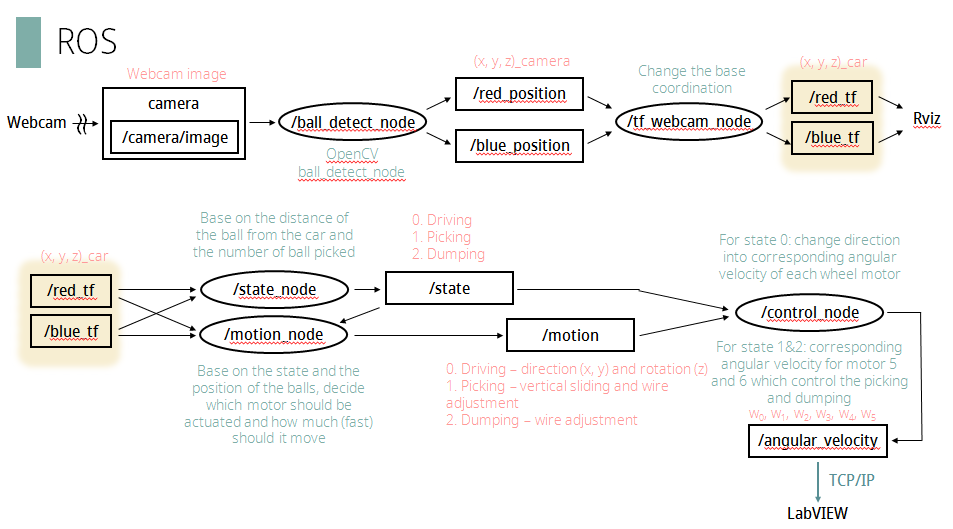 ROS
Webcam image
(x, y, z)_camera
Change the base
coordination
(x, y, z)_car
Webcam
camera
/camera/image
/ball_detect_node
OpenCV
ball_detect_node
/red_position
/blue_position
/tf_webcam_node
/red_tf
/blue_tf
Rviz
Base on the distance of
the ball from the car and
the number of ball picked
0. Driving
1. Picking
2. Dumping
(x, y, z)_car
/red_tf
/blue_tf
/state_node
/state
/motion_node
/motion
Base on the state and the
position of the balls, decide
which motor should be
actuated and how much (fast)
should it move
0. Driving – direction (x, y) and rotation (z)
1. Picking – vertical sliding and wire
adjustment
2. Dumping – wire adjustment
For state 0: change direction
into corresponding angular
velocity of each wheel motor
/control_node
For state 1&2: corresponding
angular velocity for motor 5
and 6 which control the picking
and dumping
W₀, W₁, W₂, W₃, W₄, W₅
/angular_velocity
TCP/IP
LabVIEW